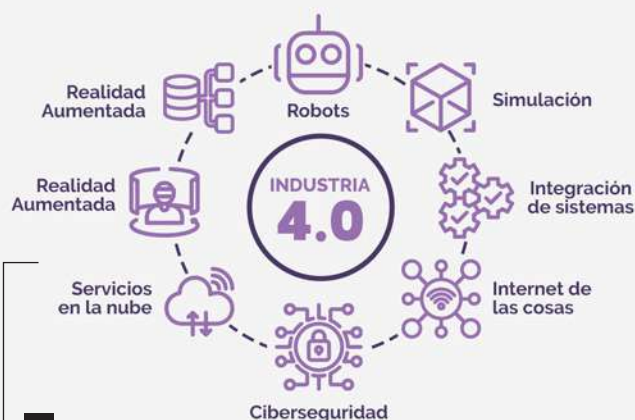 Robots
Simulación
Integración
de sistemas
Internet de
las cosas
Ciberseguridad
Servicios
en la nube
Realidad
Aumentada
Realidad
Aumentada
INDUSTRIA
4.0